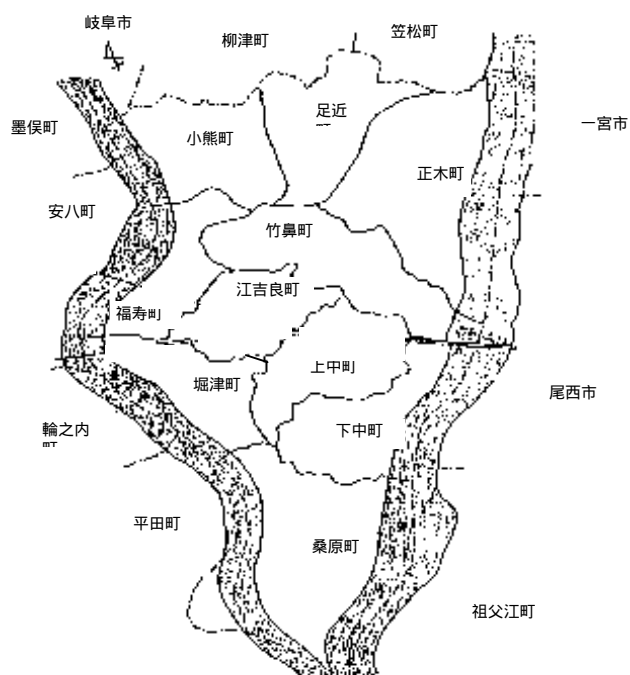 岐阜市
柳津町
笠松町
足近
墨俣町
小熊町
一宮市
正木町
安八町
竹鼻町
江吉良町
福寿町
上中町
堀津町
尾西市
輪之内
下中町
平田町
桑原町
祖父江町